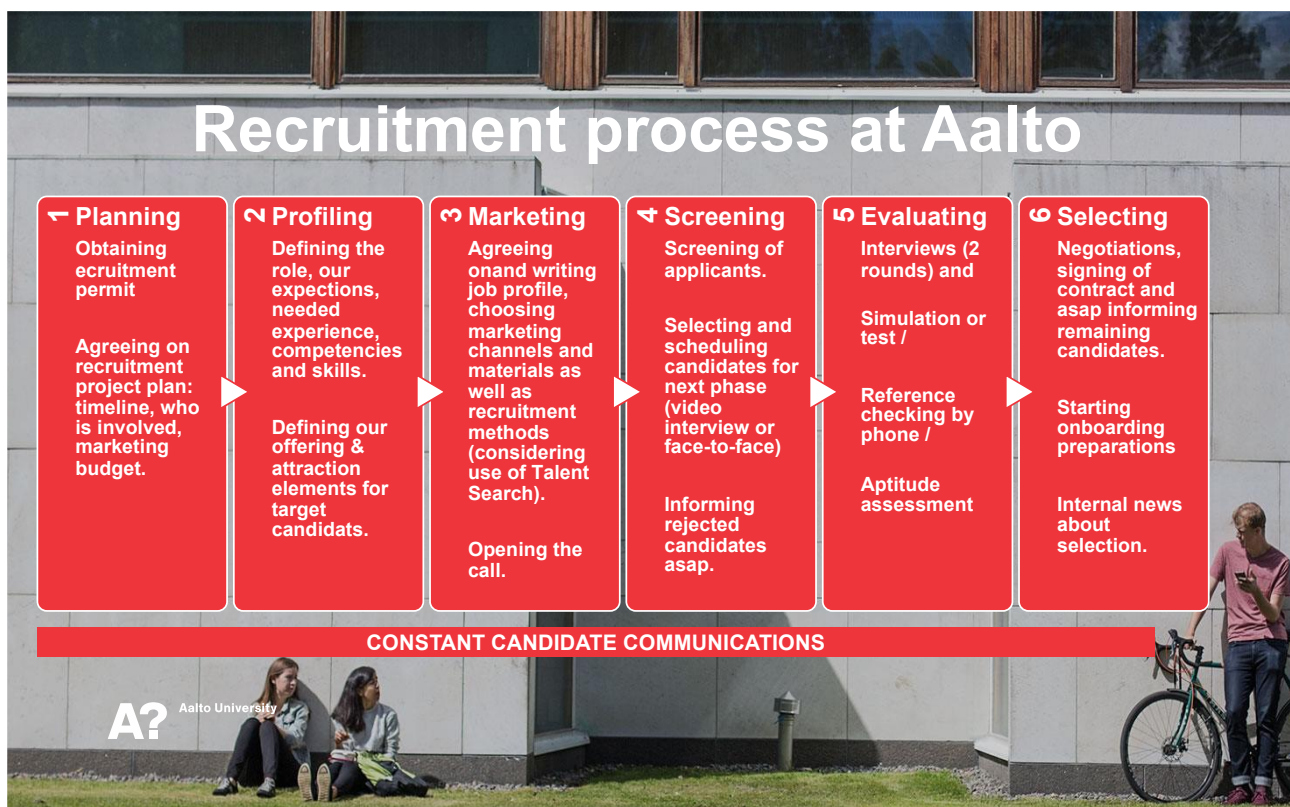 Recruitment process at Aalto
1 Planning
Obtaining
ecruitment
permit
Agreeing on
recruitment
project plan:
timeline, who
is involved,
marketing
budget.
2 Profiling
Defining the
role, our
expections,
needed
experience,
competencies
and skills.
Defining our
offering &
attraction
elements for
target
candidats.
3 Marketing
Agreeing
onand writing
job profile,
choosing
marketing
channels and
materials as
well as
recruitment
methods
(considering
use of Talent
Search).
Opening the
call.
4 Screening
Screening of
applicants.
Selecting and
scheduling
candidates for
next phase
(video
interview or
face-to-face)
Informing
rejected
candidates
asap.
5 Evaluating
Interviews (2
rounds) and
Simulation or
test /
Reference
checking by
phone /
Aptitude
assessment
6 Selecting
Negotiations,
signing of
contract and
asap informing
remaining
candidates.
Starting
onboarding
preparations
Internal news
about
selection.
CONSTANT CANDIDATE COMMUNICATIONS
A? Aalto University